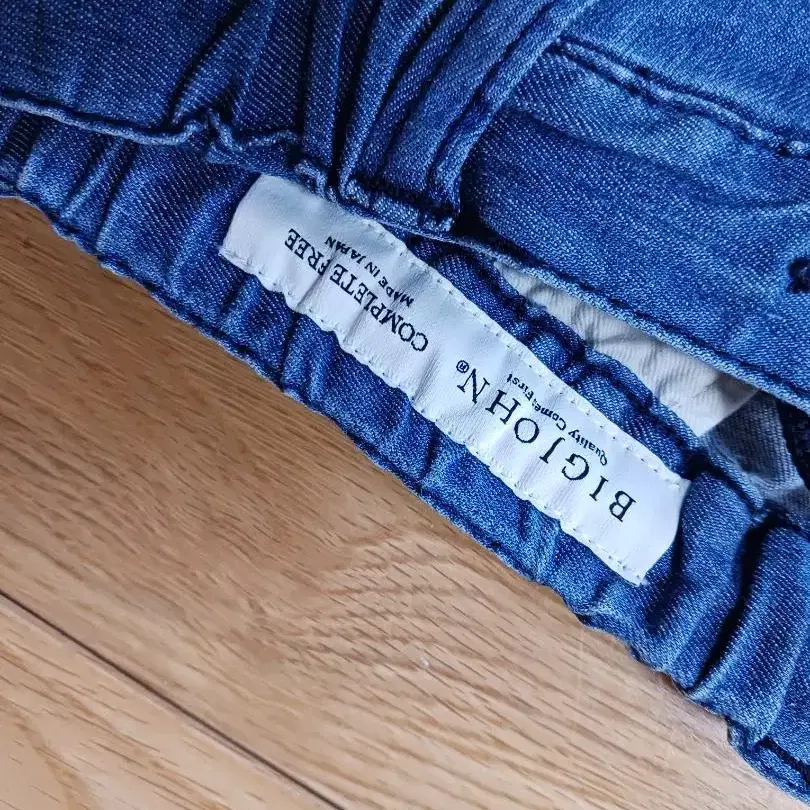 BIG JOHN®
Quality Comes First
COMPLETE FREE
MADE IN JAPAN